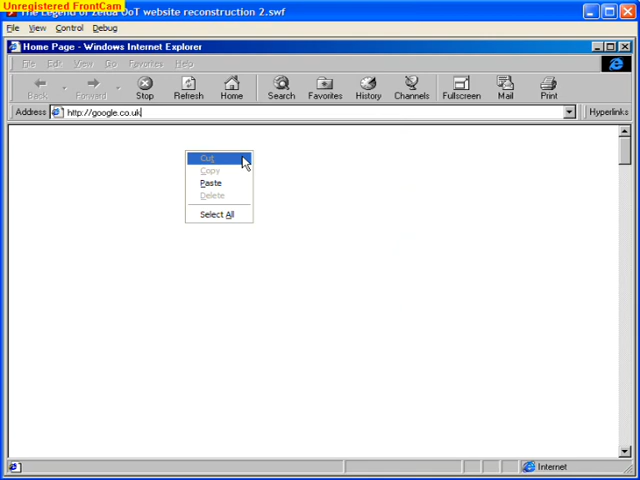 Unregistered FrontCam
The Legend of Zelda OoT website reconstruction 2.swf
File View Control Debug
Home Page - Windows Internet Explorer
File Edit View Go Favorites Help
Back Forward Stop Refresh Home Search Favorites History Channels Fullscreen Mail Print
Address http://google.co.uk Hyperlinks
Cut
Copy
Paste
Delete
Select All
Internet